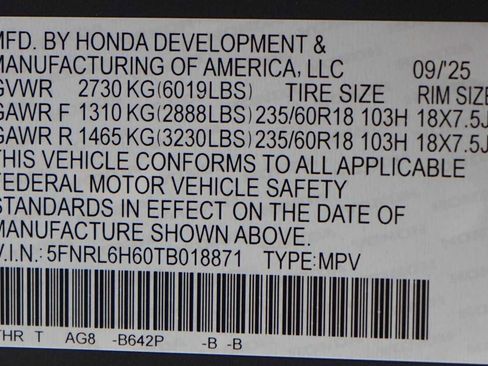 MFD. BY HONDA DEVELOPMENT &
MANUFACTURING OF AMERICA, LLC 09/'25
GVWR 2730 KG(6019LBS) TIRE SIZE RIM SIZE
GAWR F 1310 KG(2888LBS) 235/60R18 103H 18X7.5J
GAWR R 1465 KG(3230LBS) 235/60R18 103H 18X7.5J
THIS VEHICLE CONFORMS TO ALL APPLICABLE
FEDERAL MOTOR VEHICLE SAFETY
STANDARDS IN EFFECT ON THE DATE OF
MANUFACTURE SHOWN ABOVE.
V.I.N.: 5FNRL6H60TB018871 TYPE:MPV
THR T AG8 -B642P -B -B